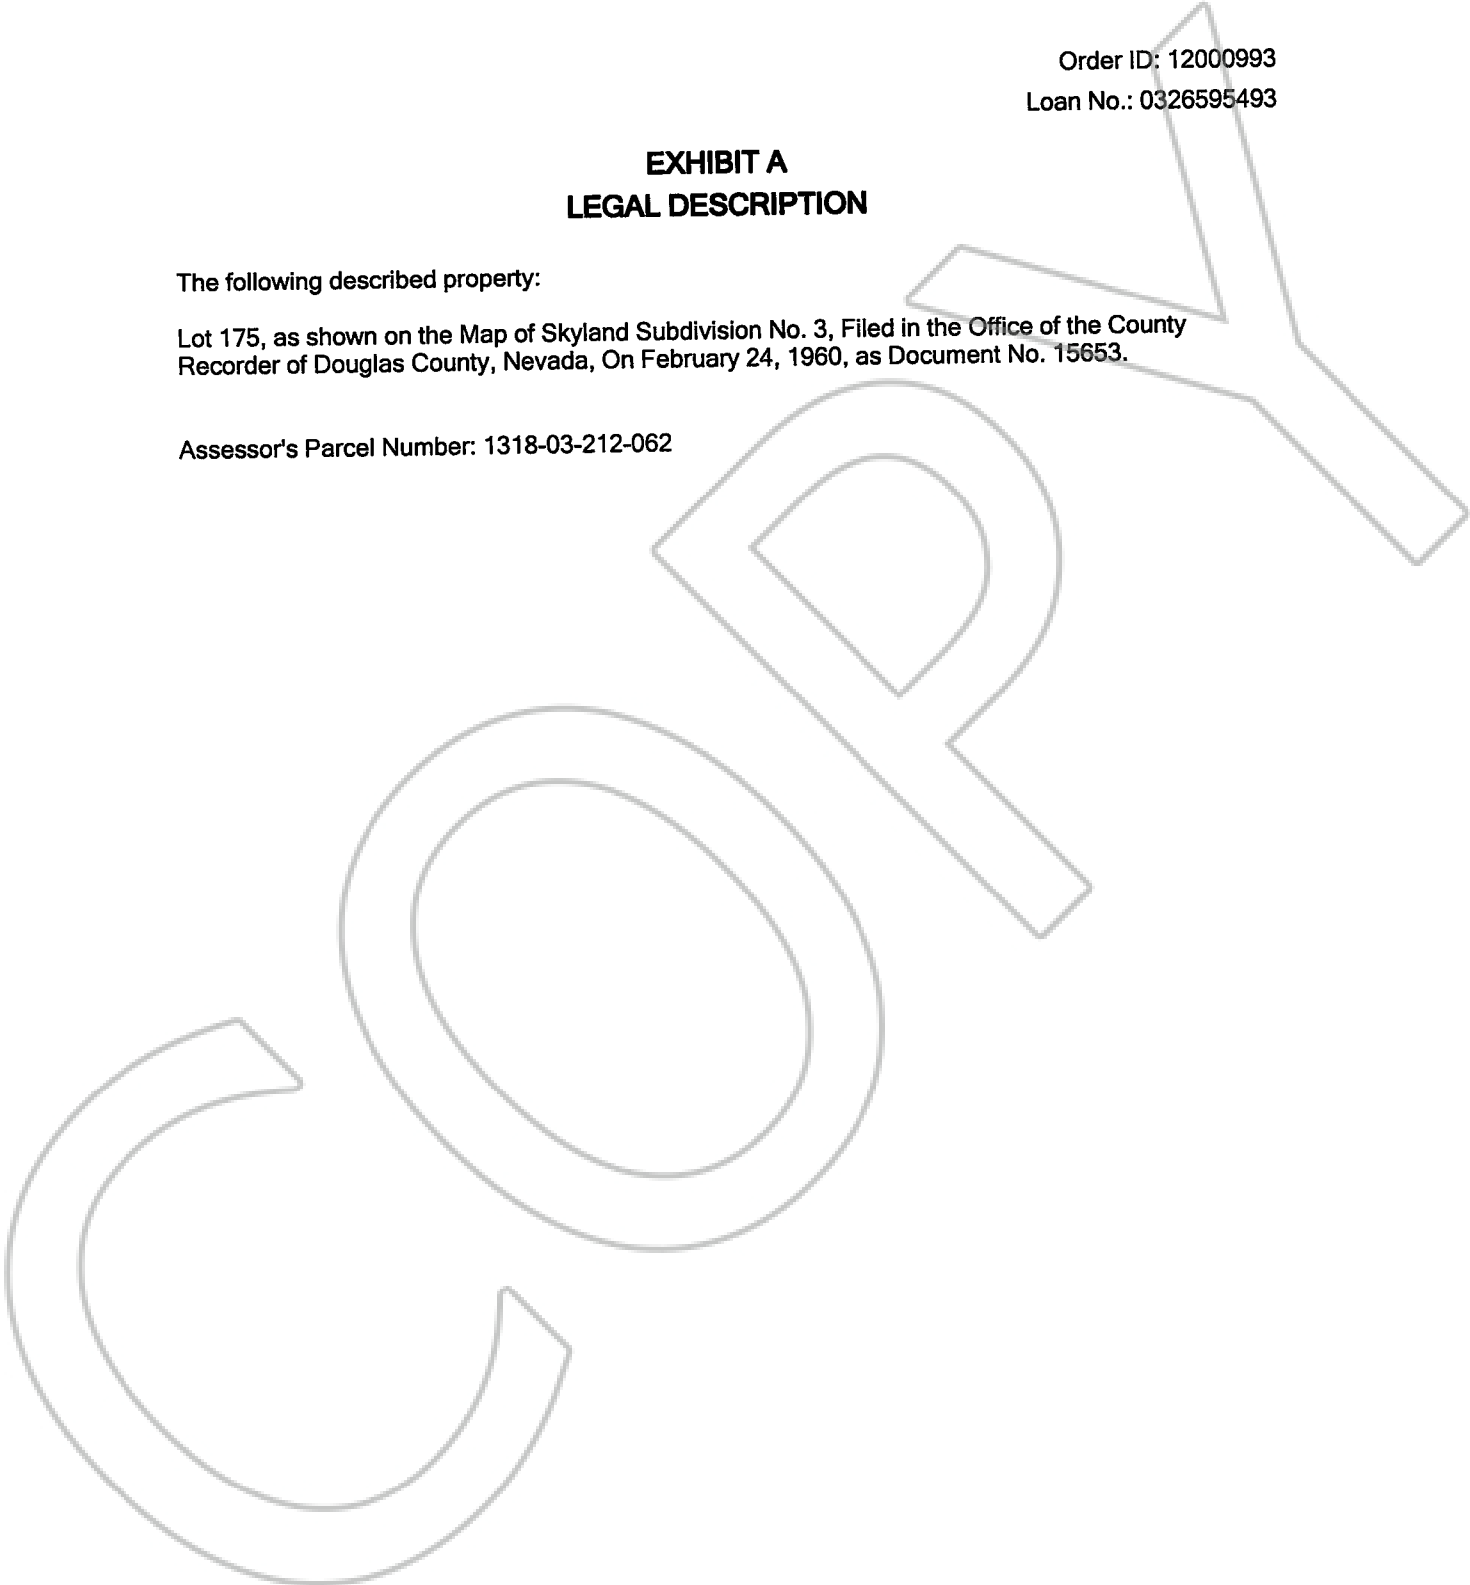 Order ID: 12000993
Loan No.: 0326595493
EXHIBIT A
LEGAL DESCRIPTION
The following described property:
Lot 175, as shown on the Map of Skyland Subdivision No. 3, Filed in the Office of the County
Recorder of Douglas County, Nevada, On February 24, 1960, as Document No. 15653.
Assessor's Parcel Number: 1318-03-212-062
COPY